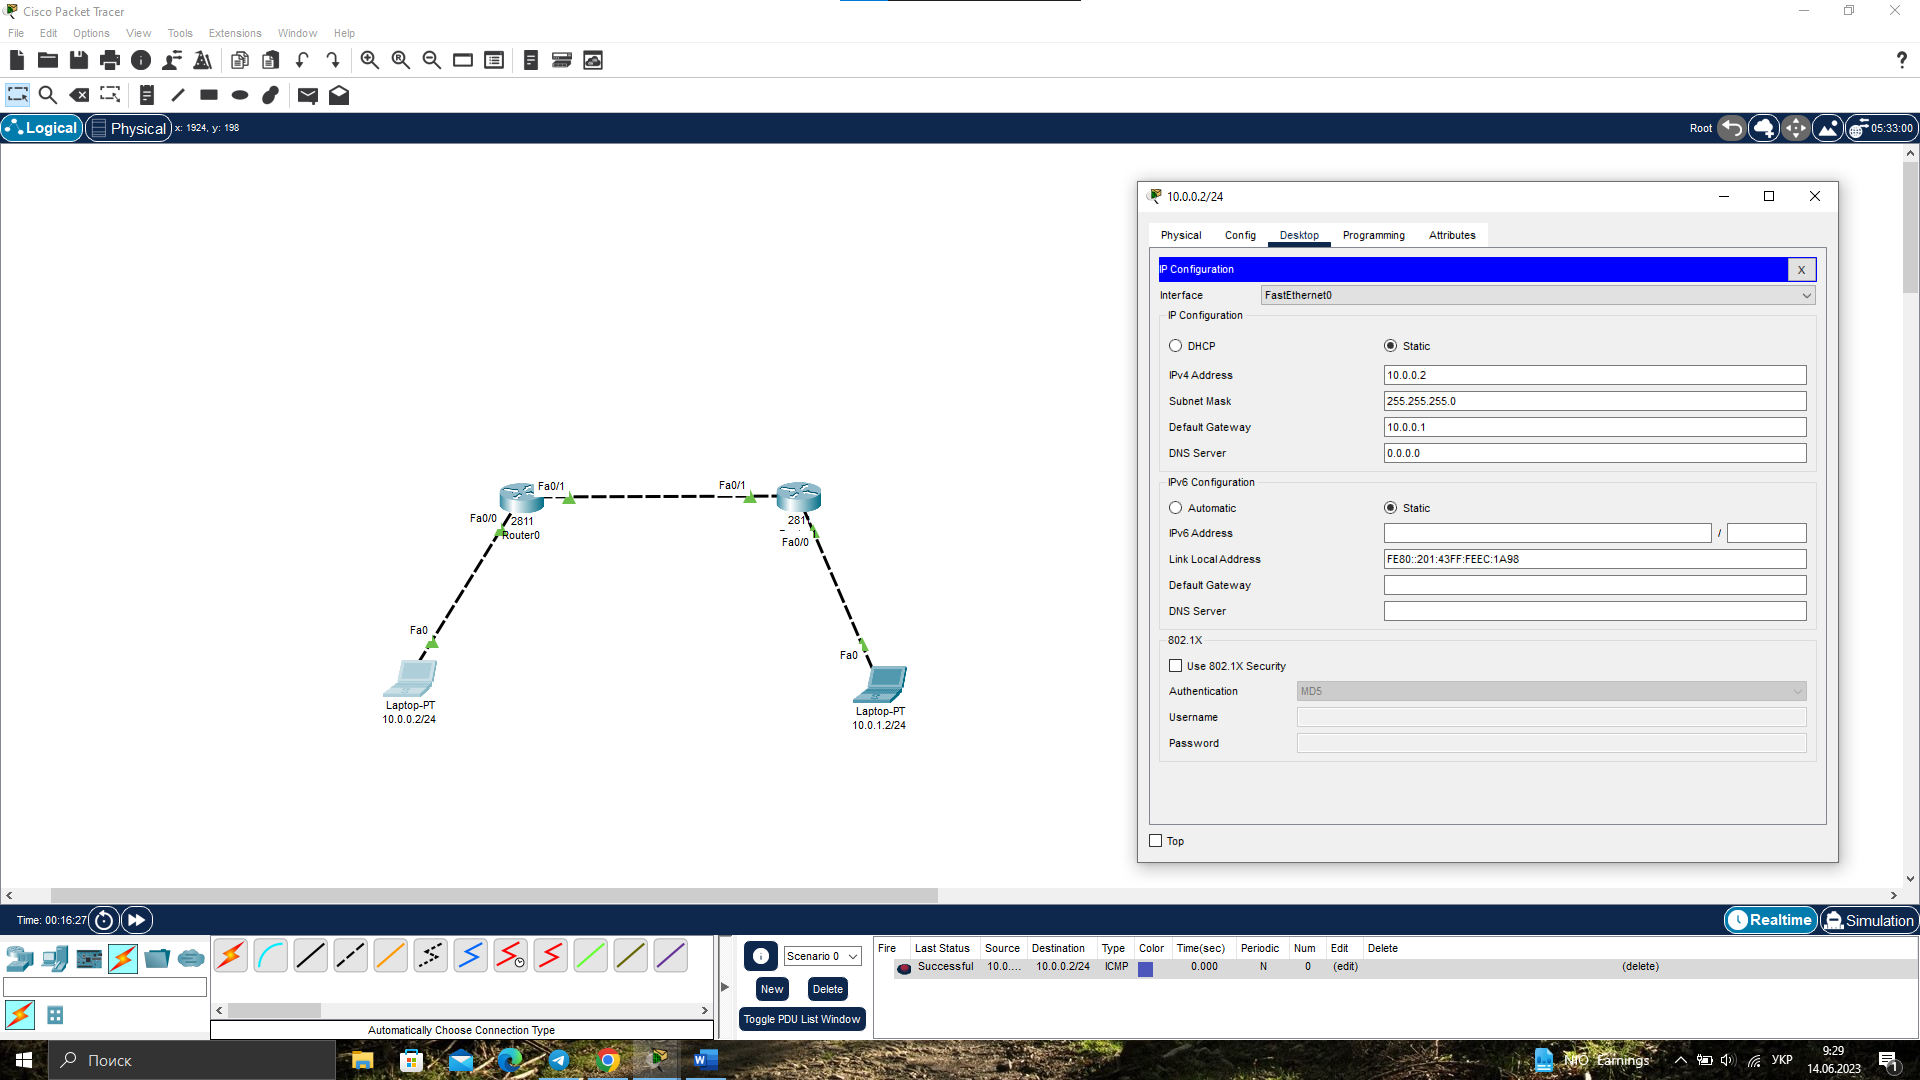 Cisco Packet Tracer
File Edit Options View Tools Extensions Window Help
Logical Physical x: 1924, y: 198 Root 05:33:00
10.0.0.2/24
Physical Config Desktop Programming Attributes
IP Configuration X
Interface FastEthernet0
IP Configuration
DHCP Static
IPv4 Address 10.0.0.2
Subnet Mask 255.255.255.0
Default Gateway 10.0.0.1
DNS Server 0.0.0.0
IPv6 Configuration
Automatic Static
IPv6 Address /
Link Local Address FE80::201:43FF:FEEC:1A98
Default Gateway
DNS Server
802.1X
Use 802.1X Security
Authentication MD5
Username
Password
Top
Fa0/1 Fa0/1
Fa0/0 2811 281
Router0 Fa0/0
Fa0 Fa0
Laptop-PT
10.0.0.2/24
Laptop-PT
10.0.1.2/24
Time: 00:16:27 Realtime Simulation
Scenario 0
New Delete
Toggle PDU List Window
Fire Last Status Source Destination Type Color Time(sec) Periodic Num Edit Delete
Successful 10.0.... 10.0.0.2/24 ICMP 0.000 N 0 (edit) (delete)
Automatically Choose Connection Type
Поиск
NIO Earnings УКР 9:29
14.06.2023
1